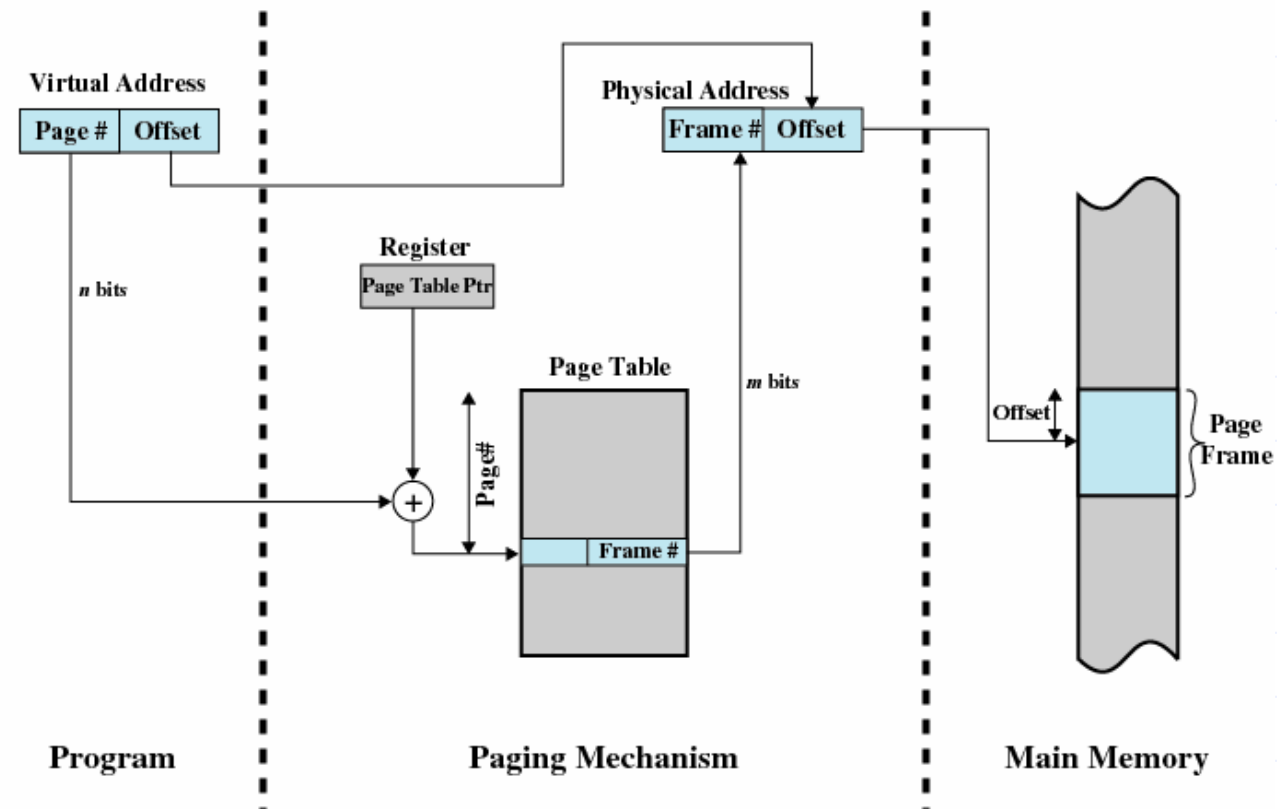 Virtual Address
Page #
Offset
Physical Address
Frame #
Offset
Register
Page Table Ptr
n bits
Page Table
m bits
Page#
Frame #
Offset
Page
Frame
Program
Paging Mechanism
Main Memory
+